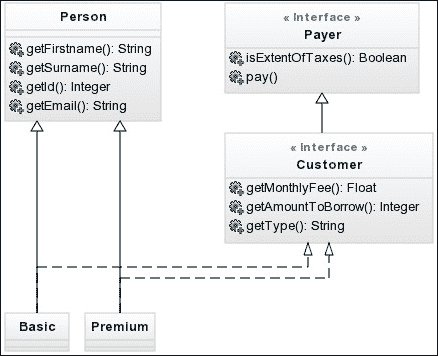 Person
getFirstname(): String
getSurname(): String
getId(): Integer
getEmail(): String
« Interface »
Payer
isExtentOfTaxes(): Boolean
pay()
« Interface »
Customer
getMonthlyFee(): Float
getAmountToBorrow(): Integer
getType(): String
Basic
Premium